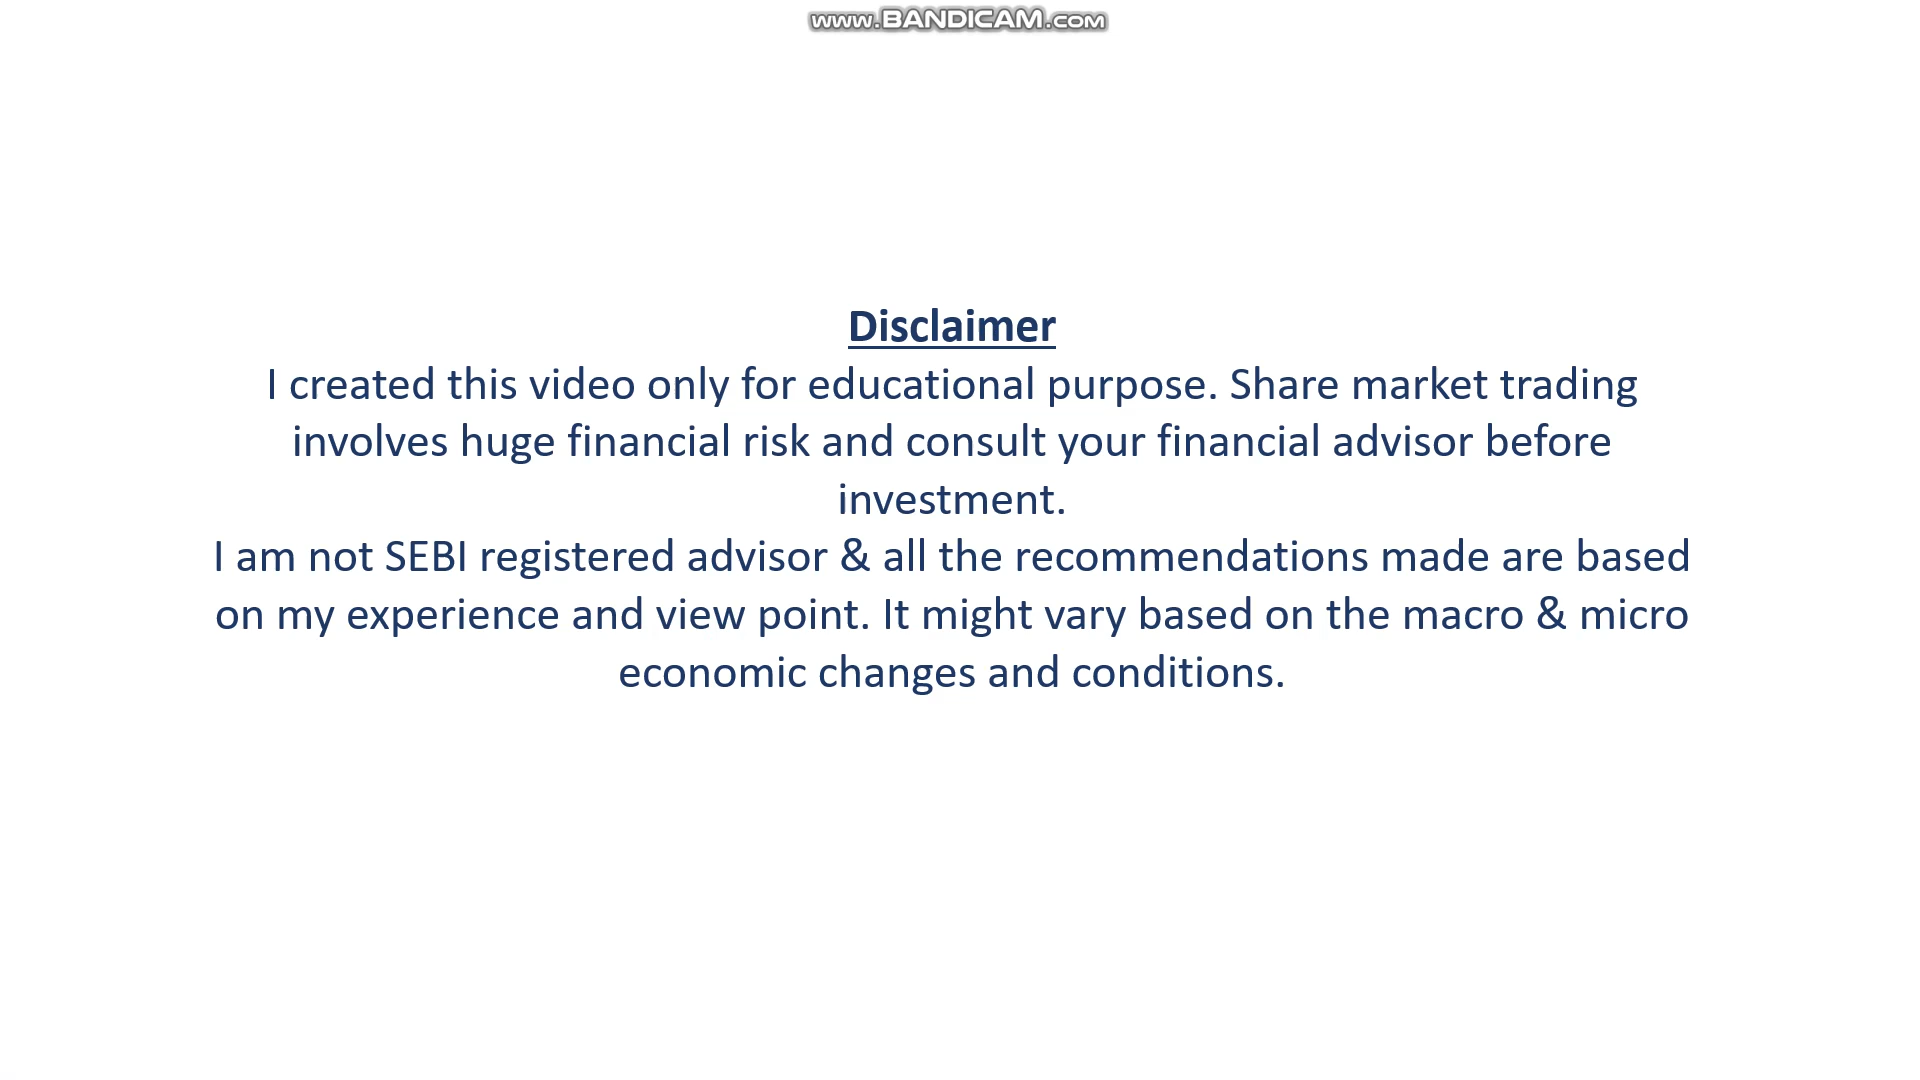 www.BANDICAM.com
Disclaimer
I created this video only for educational purpose. Share market trading
involves huge financial risk and consult your financial advisor before
investment.
I am not SEBI registered advisor & all the recommendations made are based
on my experience and view point. It might vary based on the macro & micro
economic changes and conditions.